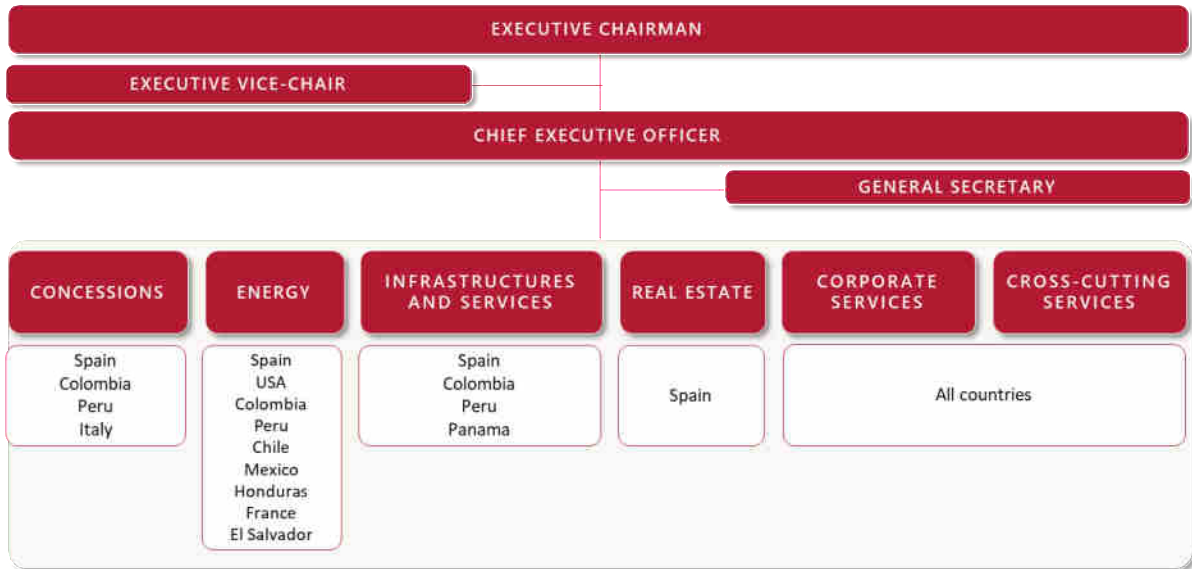 EXECUTIVE CHAIRMAN
EXECUTIVE VICE-CHAIR
CHIEF EXECUTIVE OFFICER
GENERAL SECRETARY
CONCESSIONS
Spain
Colombia
Peru
Italy
ENERGY
Spain
USA
Colombia
Peru
Chile
Mexico
Honduras
France
El Salvador
INFRASTRUCTURES
AND SERVICES
Spain
Colombia
Peru
Panama
REAL ESTATE
Spain
CORPORATE
SERVICES
CROSS-CUTTING
SERVICES
All countries